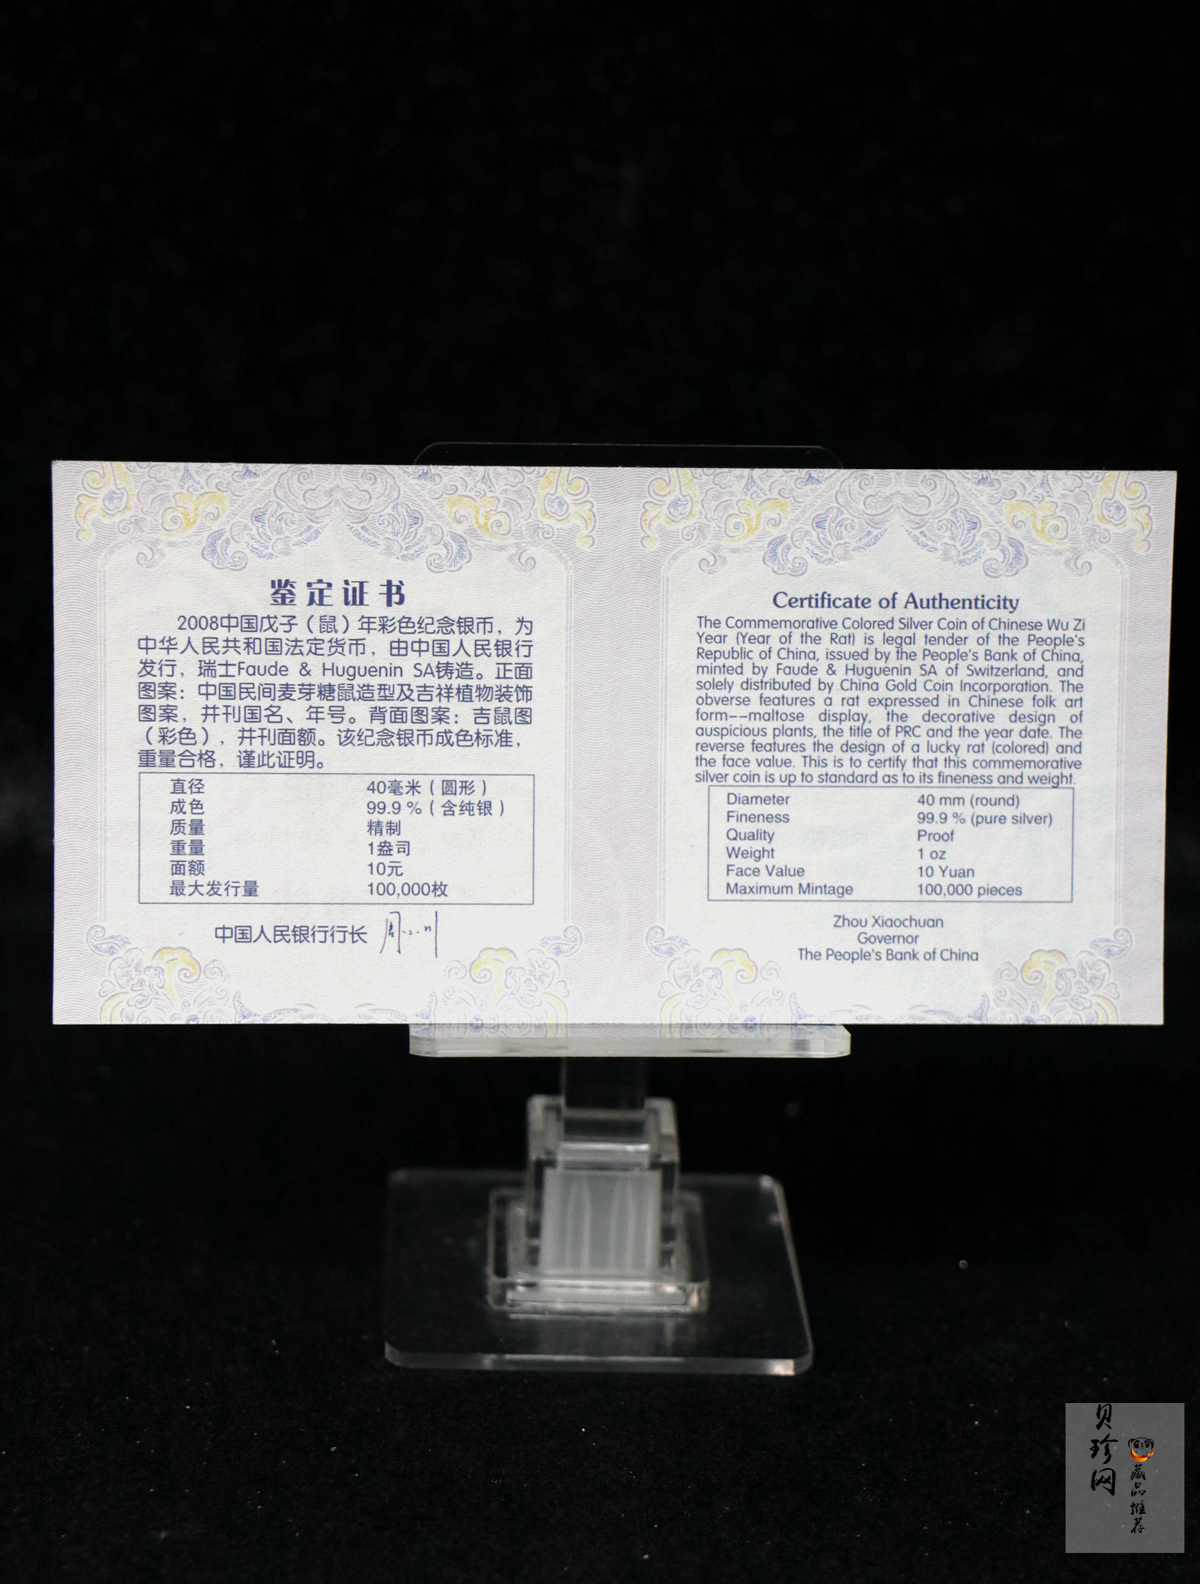 鉴定证书
2008中国戊子（鼠）年彩色纪念银币，为
中华人民共和国法定货币，由中国人民银行
发行，瑞士Faude & Huguenin SA铸造。正面
图案：中国民间麦芽糖鼠造型及吉祥植物装饰
图案，并刊国名、年号。背面图案：吉鼠图
（彩色），并刊面额。该纪念银币成色标准，
重量合格，谨此证明。
直径 40毫米（圆形）
成色 99.9 %（含纯银）
质量 精制
重量 1盎司
面额 10元
最大发行量 100,000枚
中国人民银行行长
Certificate of Authenticity
The Commemorative Colored Silver Coin of Chinese Wu Zi
Year (Year of the Rat) is legal tender of the People's
Republic of China, issued by the People's Bank of China,
minted by Faude & Huguenin SA of Switzerland, and
solely distributed by China Gold Coin Incorporation. The
obverse features a rat expressed in Chinese folk art
form--maltose display, the decorative design of
auspicious plants, the title of PRC and the year date. The
reverse features the design of a lucky rat (colored) and
the face value. This is to certify that this commemorative
silver coin is up to standard as to its fineness and weight.
Diameter 40 mm (round)
Fineness 99.9 % (pure silver)
Quality Proof
Weight 1 oz
Face Value 10 Yuan
Maximum Mintage 100,000 pieces
Zhou Xiaochuan
Governor
The People's Bank of China
贝珍网
藏品推荐